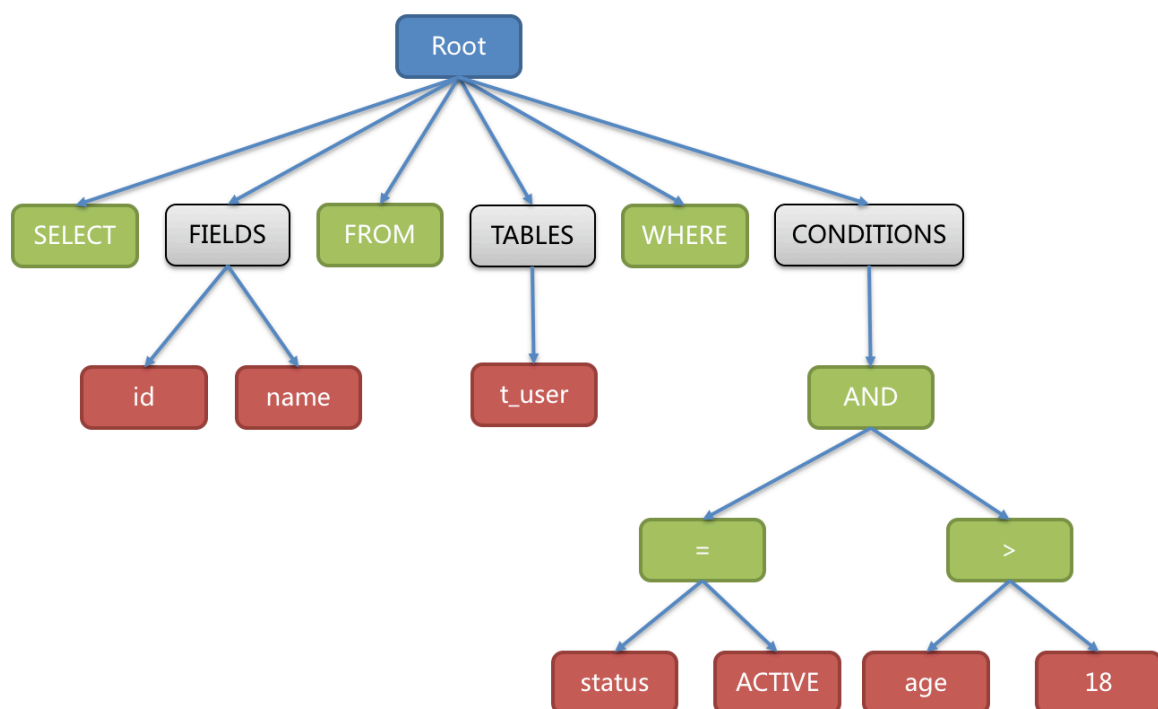 Root
SELECT
FIELDS
FROM
TABLES
WHERE
CONDITIONS
id
name
t_user
AND
=
>
status
ACTIVE
age
18